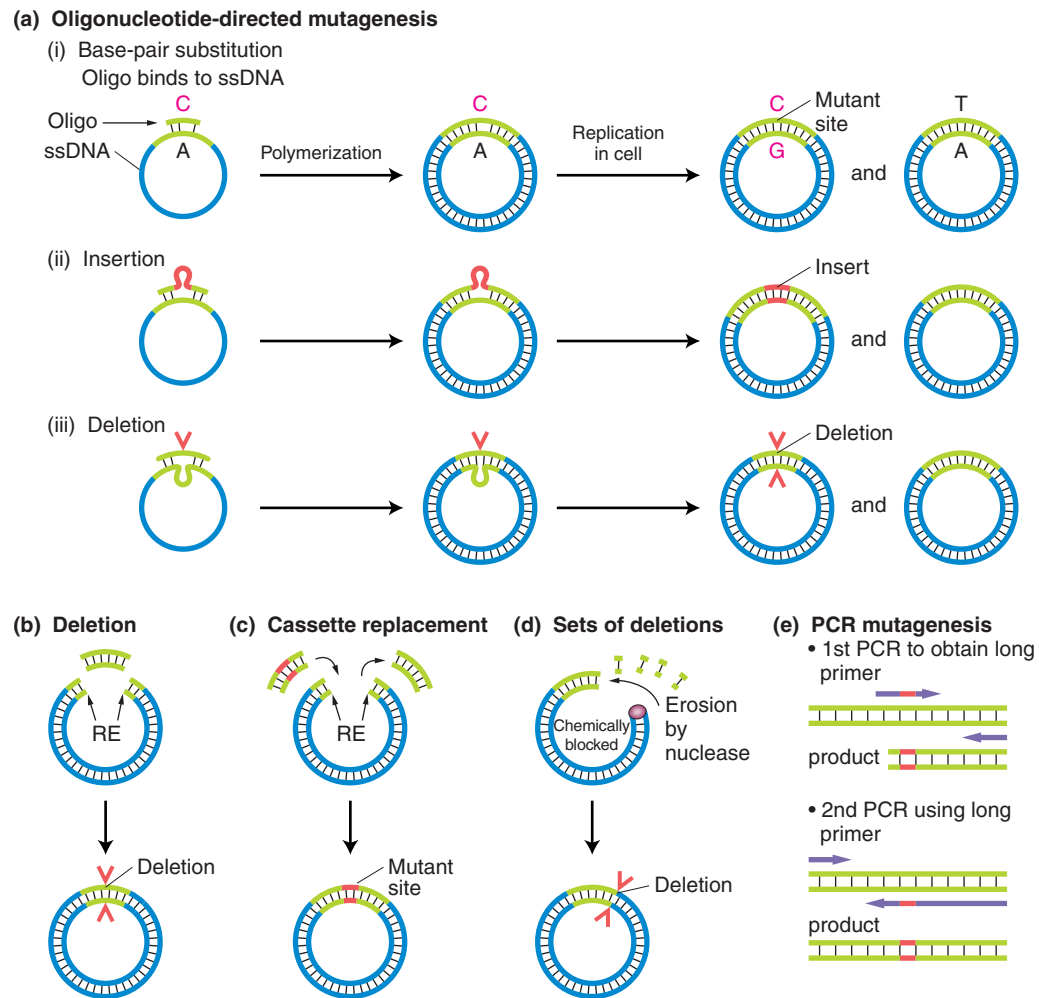 (a) Oligonucleotide-directed mutagenesis
(i) Base-pair substitution
Oligo binds to ssDNA
C
Oligo
ssDNA
A
Polymerization
C
A
Replication
in cell
C
G
Mutant
site
and
T
A
(ii) Insertion
Insert
and
(iii) Deletion
Deletion
and
(b) Deletion
RE
Deletion
(c) Cassette replacement
RE
Mutant
site
(d) Sets of deletions
Chemically
blocked
Erosion
by
nuclease
Deletion
(e) PCR mutagenesis
• 1st PCR to obtain long
primer
product
• 2nd PCR using long
primer
product